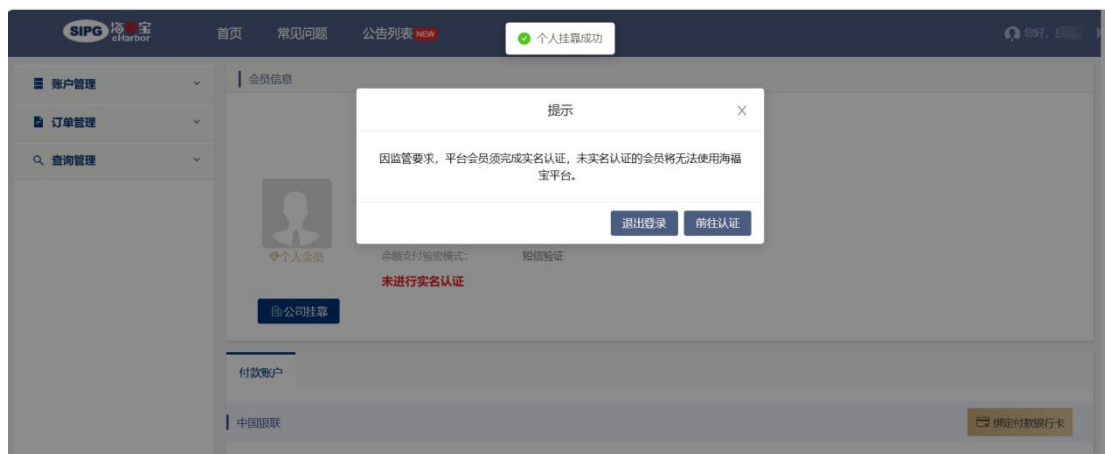 SIPG
eHarbor
首页 常见问题 公告列表 NEW
个人挂靠成功
您好,
账户管理
订单管理
查询管理
会员信息
提示
因监管要求，平台会员须完成实名认证，未实名认证的会员将无法使用海福
宝平台。
退出登录 前往认证
个人会员
余额支付验密模式： 短信验证
未进行实名认证
公司挂靠
付款账户
中国银联
绑定付款银行卡